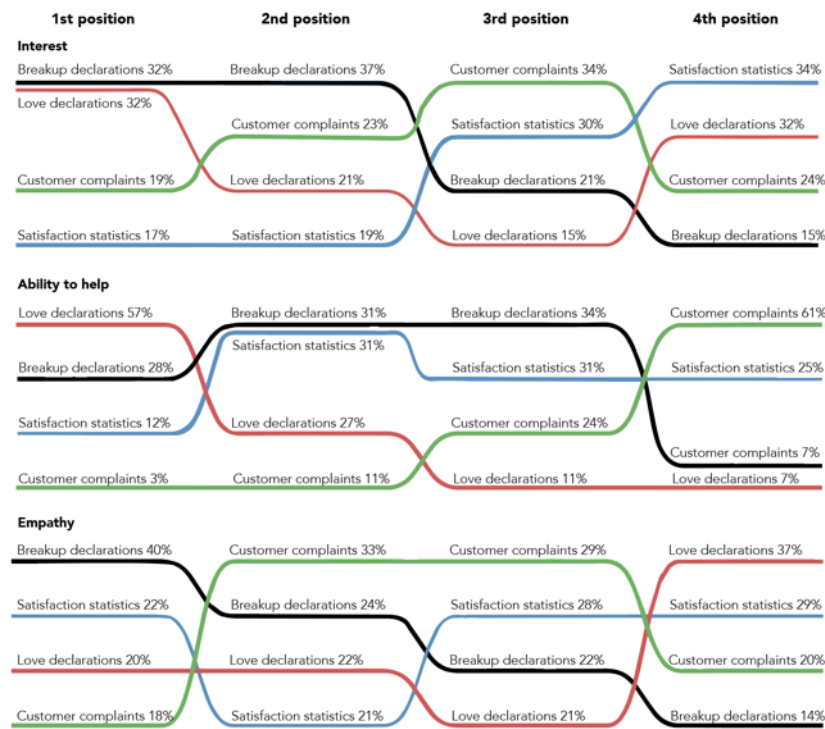 1st position 2nd position 3rd position 4th position
Interest
Breakup declarations 32% Breakup declarations 37% Customer complaints 34% Satisfaction statistics 34%
Love declarations 32% Customer complaints 23% Satisfaction statistics 30% Love declarations 32%
Customer complaints 19% Love declarations 21% Breakup declarations 21% Customer complaints 24%
Satisfaction statistics 17% Satisfaction statistics 19% Love declarations 15% Breakup declarations 15%
Ability to help
Love declarations 57% Breakup declarations 31% Breakup declarations 34% Customer complaints 61%
Breakup declarations 28% Satisfaction statistics 31% Satisfaction statistics 31% Satisfaction statistics 25%
Satisfaction statistics 12% Love declarations 27% Customer complaints 24% Customer complaints 7%
Customer complaints 3% Customer complaints 11% Love declarations 11% Love declarations 7%
Empathy
Breakup declarations 40% Customer complaints 33% Customer complaints 29% Love declarations 37%
Satisfaction statistics 22% Breakup declarations 24% Satisfaction statistics 28% Satisfaction statistics 29%
Love declarations 20% Love declarations 22% Breakup declarations 22% Customer complaints 20%
Customer complaints 18% Satisfaction statistics 21% Love declarations 21% Breakup declarations 14%